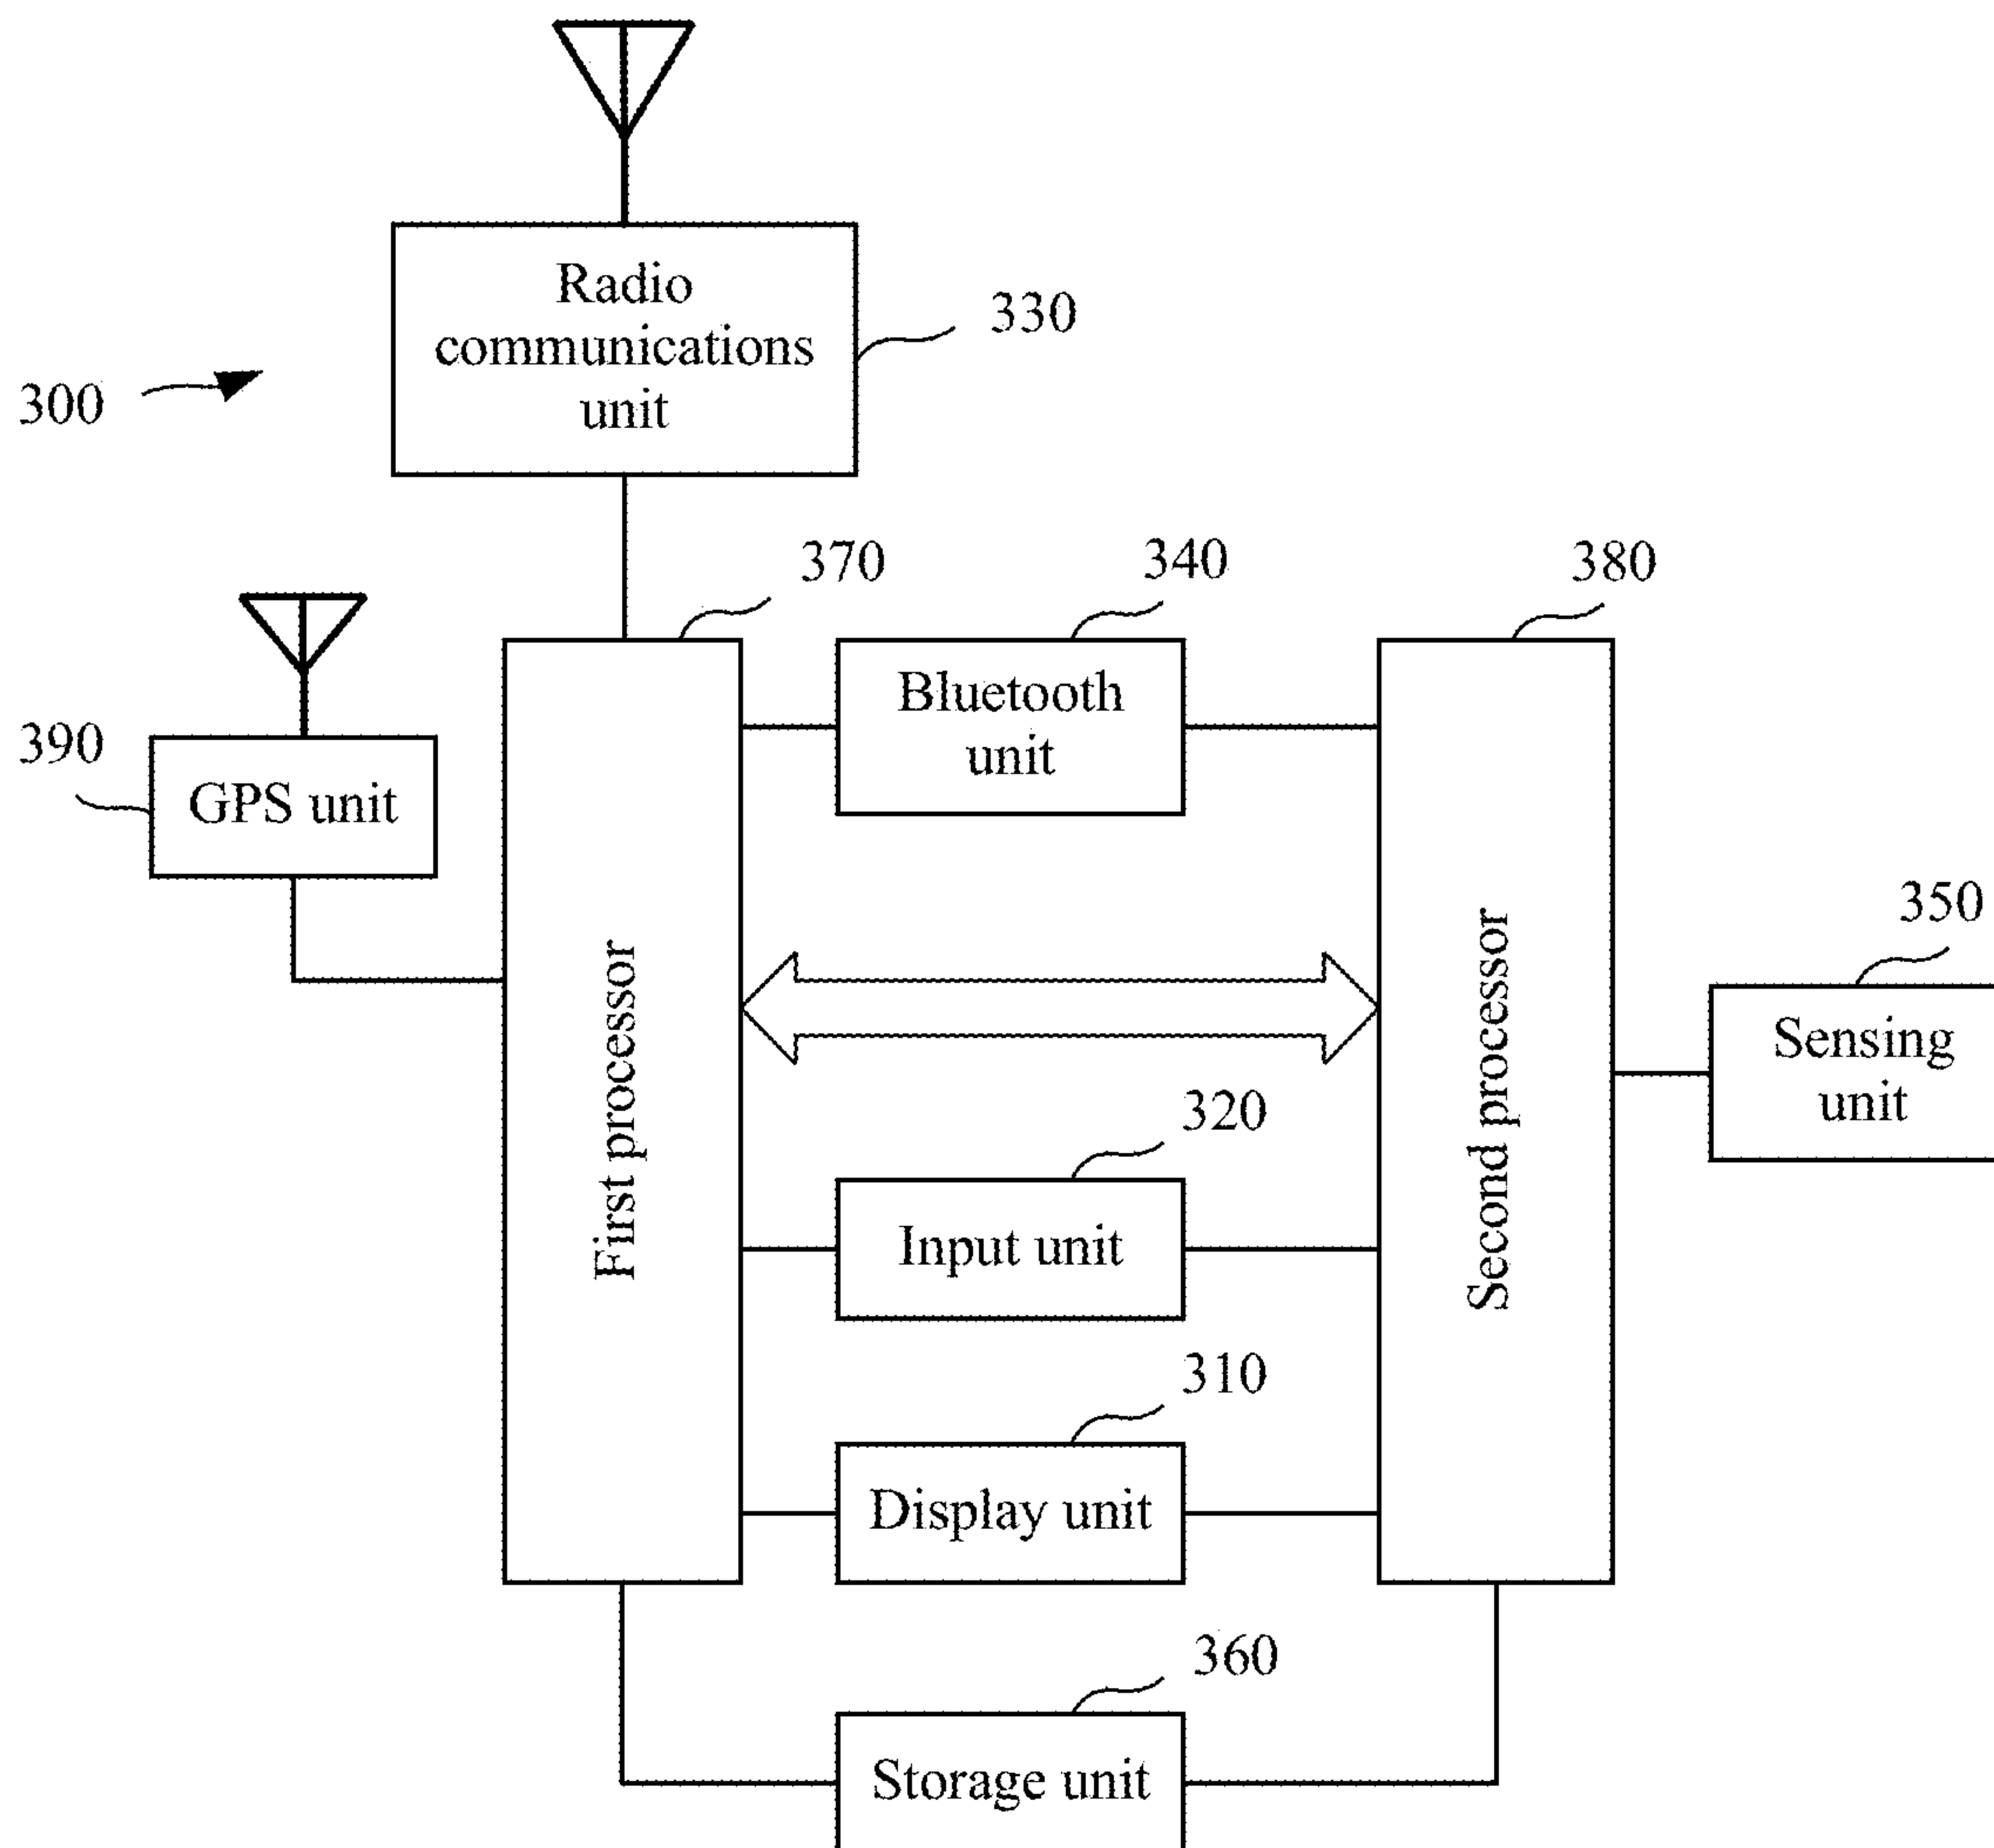 Radio
communications
unit
330
300
370
340
380
390
GPS unit
Bluetooth
unit
350
First processor
Second processor
Sensing
unit
320
Input unit
310
Display unit
360
Storage unit